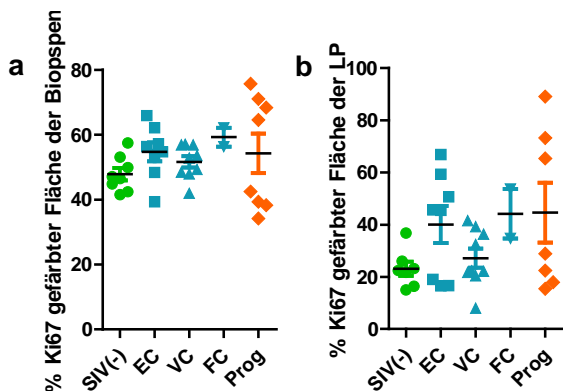 a
% Ki67 gefärbter Fläche der Biopspen
80
60
40
20
0
SIV(-)
EC
VC
FC
Prog
b
% Ki67 gefärbter Fläche der LP
100
80
60
40
20
0
SIV(-)
EC
VC
FC
Prog